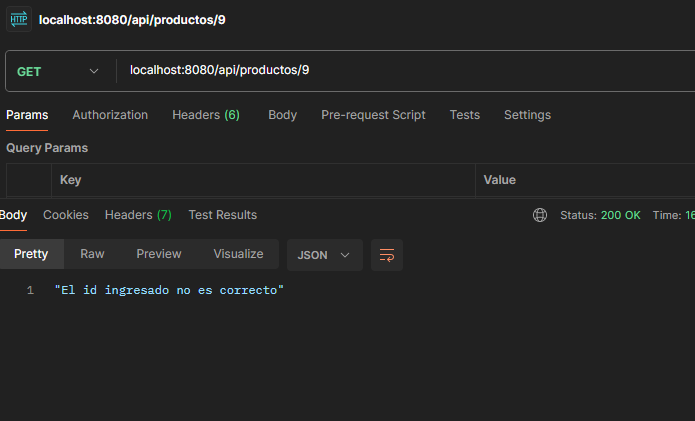 HTTP localhost:8080/api/productos/9
GET localhost:8080/api/productos/9
Params Authorization Headers (6) Body Pre-request Script Tests Settings
Query Params
Key Value
Body Cookies Headers (7) Test Results Status: 200 OK Time: 16
Pretty Raw Preview Visualize JSON
1 "El id ingresado no es correcto"